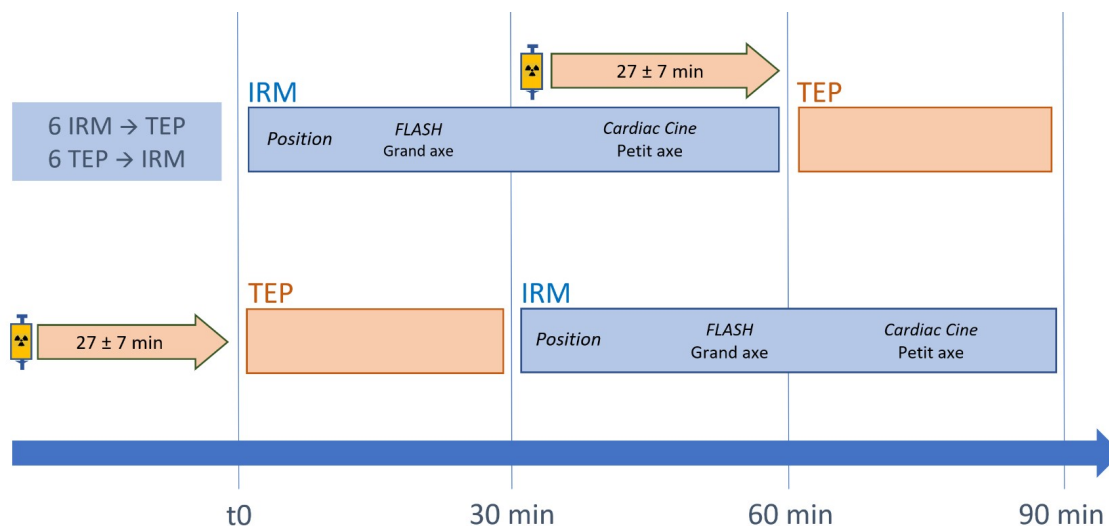 27 ± 7 min
IRM
TEP
6 IRM → TEP
6 TEP → IRM
Position
FLASH
Grand axe
Cardiac Cine
Petit axe
TEP
IRM
27 ± 7 min
Position
FLASH
Grand axe
Cardiac Cine
Petit axe
t0
30 min
60 min
90 min